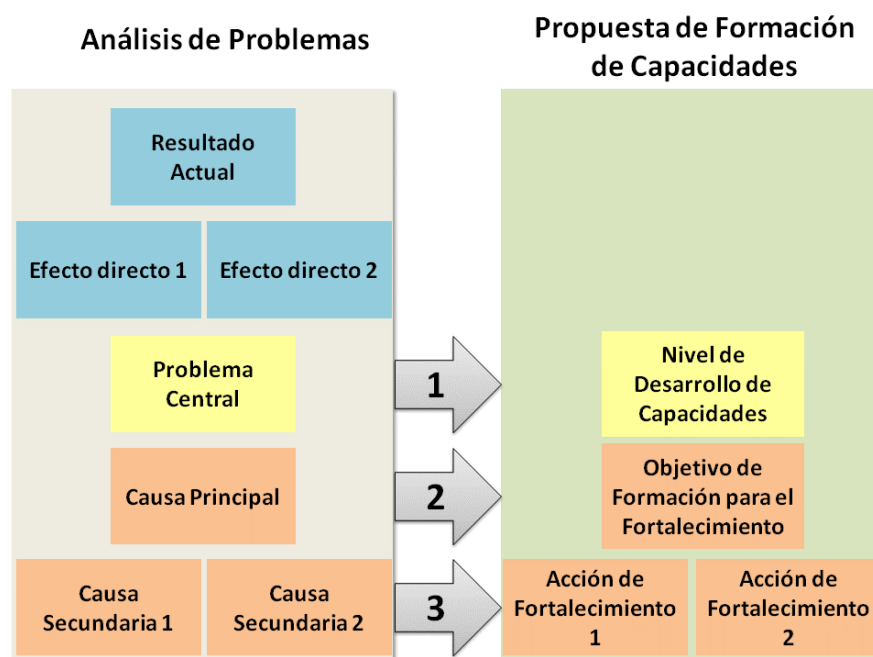 Análisis de Problemas
Propuesta de Formación
de Capacidades
Resultado
Actual
Efecto directo 1
Efecto directo 2
Problema
Central
1
Nivel de
Desarrollo de
Capacidades
Causa Principal
2
Objetivo de
Formación para el
Fortalecimiento
Causa
Secundaria 1
Causa
Secundaria 2
3
Acción de
Fortalecimiento
1
Acción de
Fortalecimiento
2